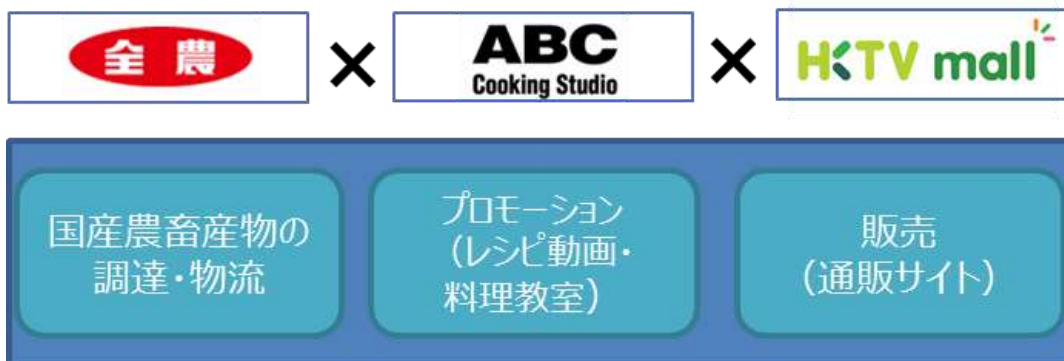 全農
×
ABC
Cooking Studio
×
HKTV mall
国産農畜産物の
調達・物流
プロモーション
（レシピ動画・
料理教室）
販売
（通販サイト）